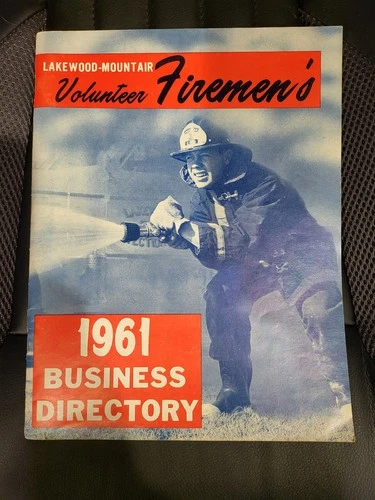 LAKEWOOD-MOUNTAIR
Volunteer Firemen's
1961
BUSINESS
DIRECTORY